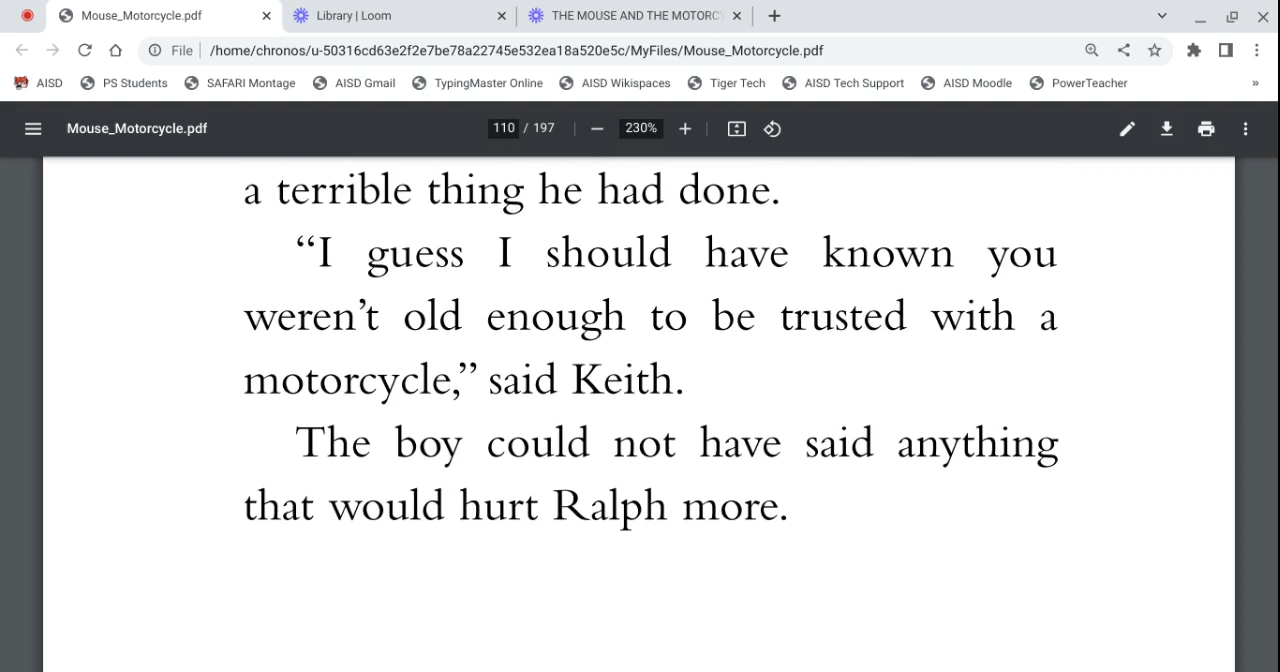 Mouse_Motorcycle.pdf
Library | Loom
THE MOUSE AND THE MOTORC
File
/home/chronos/u-50316cd63e2f2e7be78a22745e532ea18a520e5c/MyFiles/Mouse_Motorcycle.pdf
AISD PS Students SAFARI Montage AISD Gmail TypingMaster Online AISD Wikispaces Tiger Tech AISD Tech Support AISD Moodle PowerTeacher »
Mouse_Motorcycle.pdf 110 / 197 230%
a terrible thing he had done.
“I guess I should have known you
weren’t old enough to be trusted with a
motorcycle,” said Keith.
The boy could not have said anything
that would hurt Ralph more.